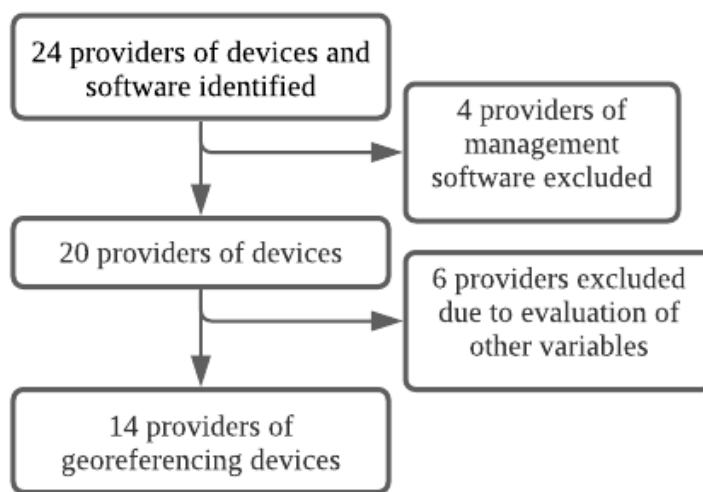 24 providers of devices and
software identified
4 providers of
management
software excluded
20 providers of devices
6 providers excluded
due to evaluation of
other variables
14 providers of
georeferencing devices